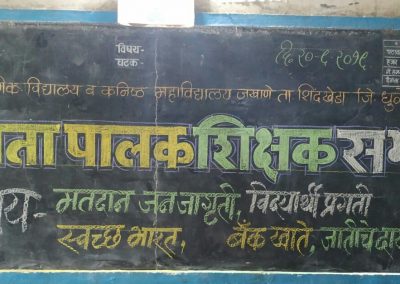 विषय-
घटक-
दि २०-८ २०१९
विद्यालय व कनिष्ठ महाविद्यालय जखाणे ता शिंदखेडा जि धु
ता पालक शिक्षक स
य- मतदान जनजागृती, विद्यार्थी प्रगती
स्वच्छ भारत, बँक खाते, जातीचे दा